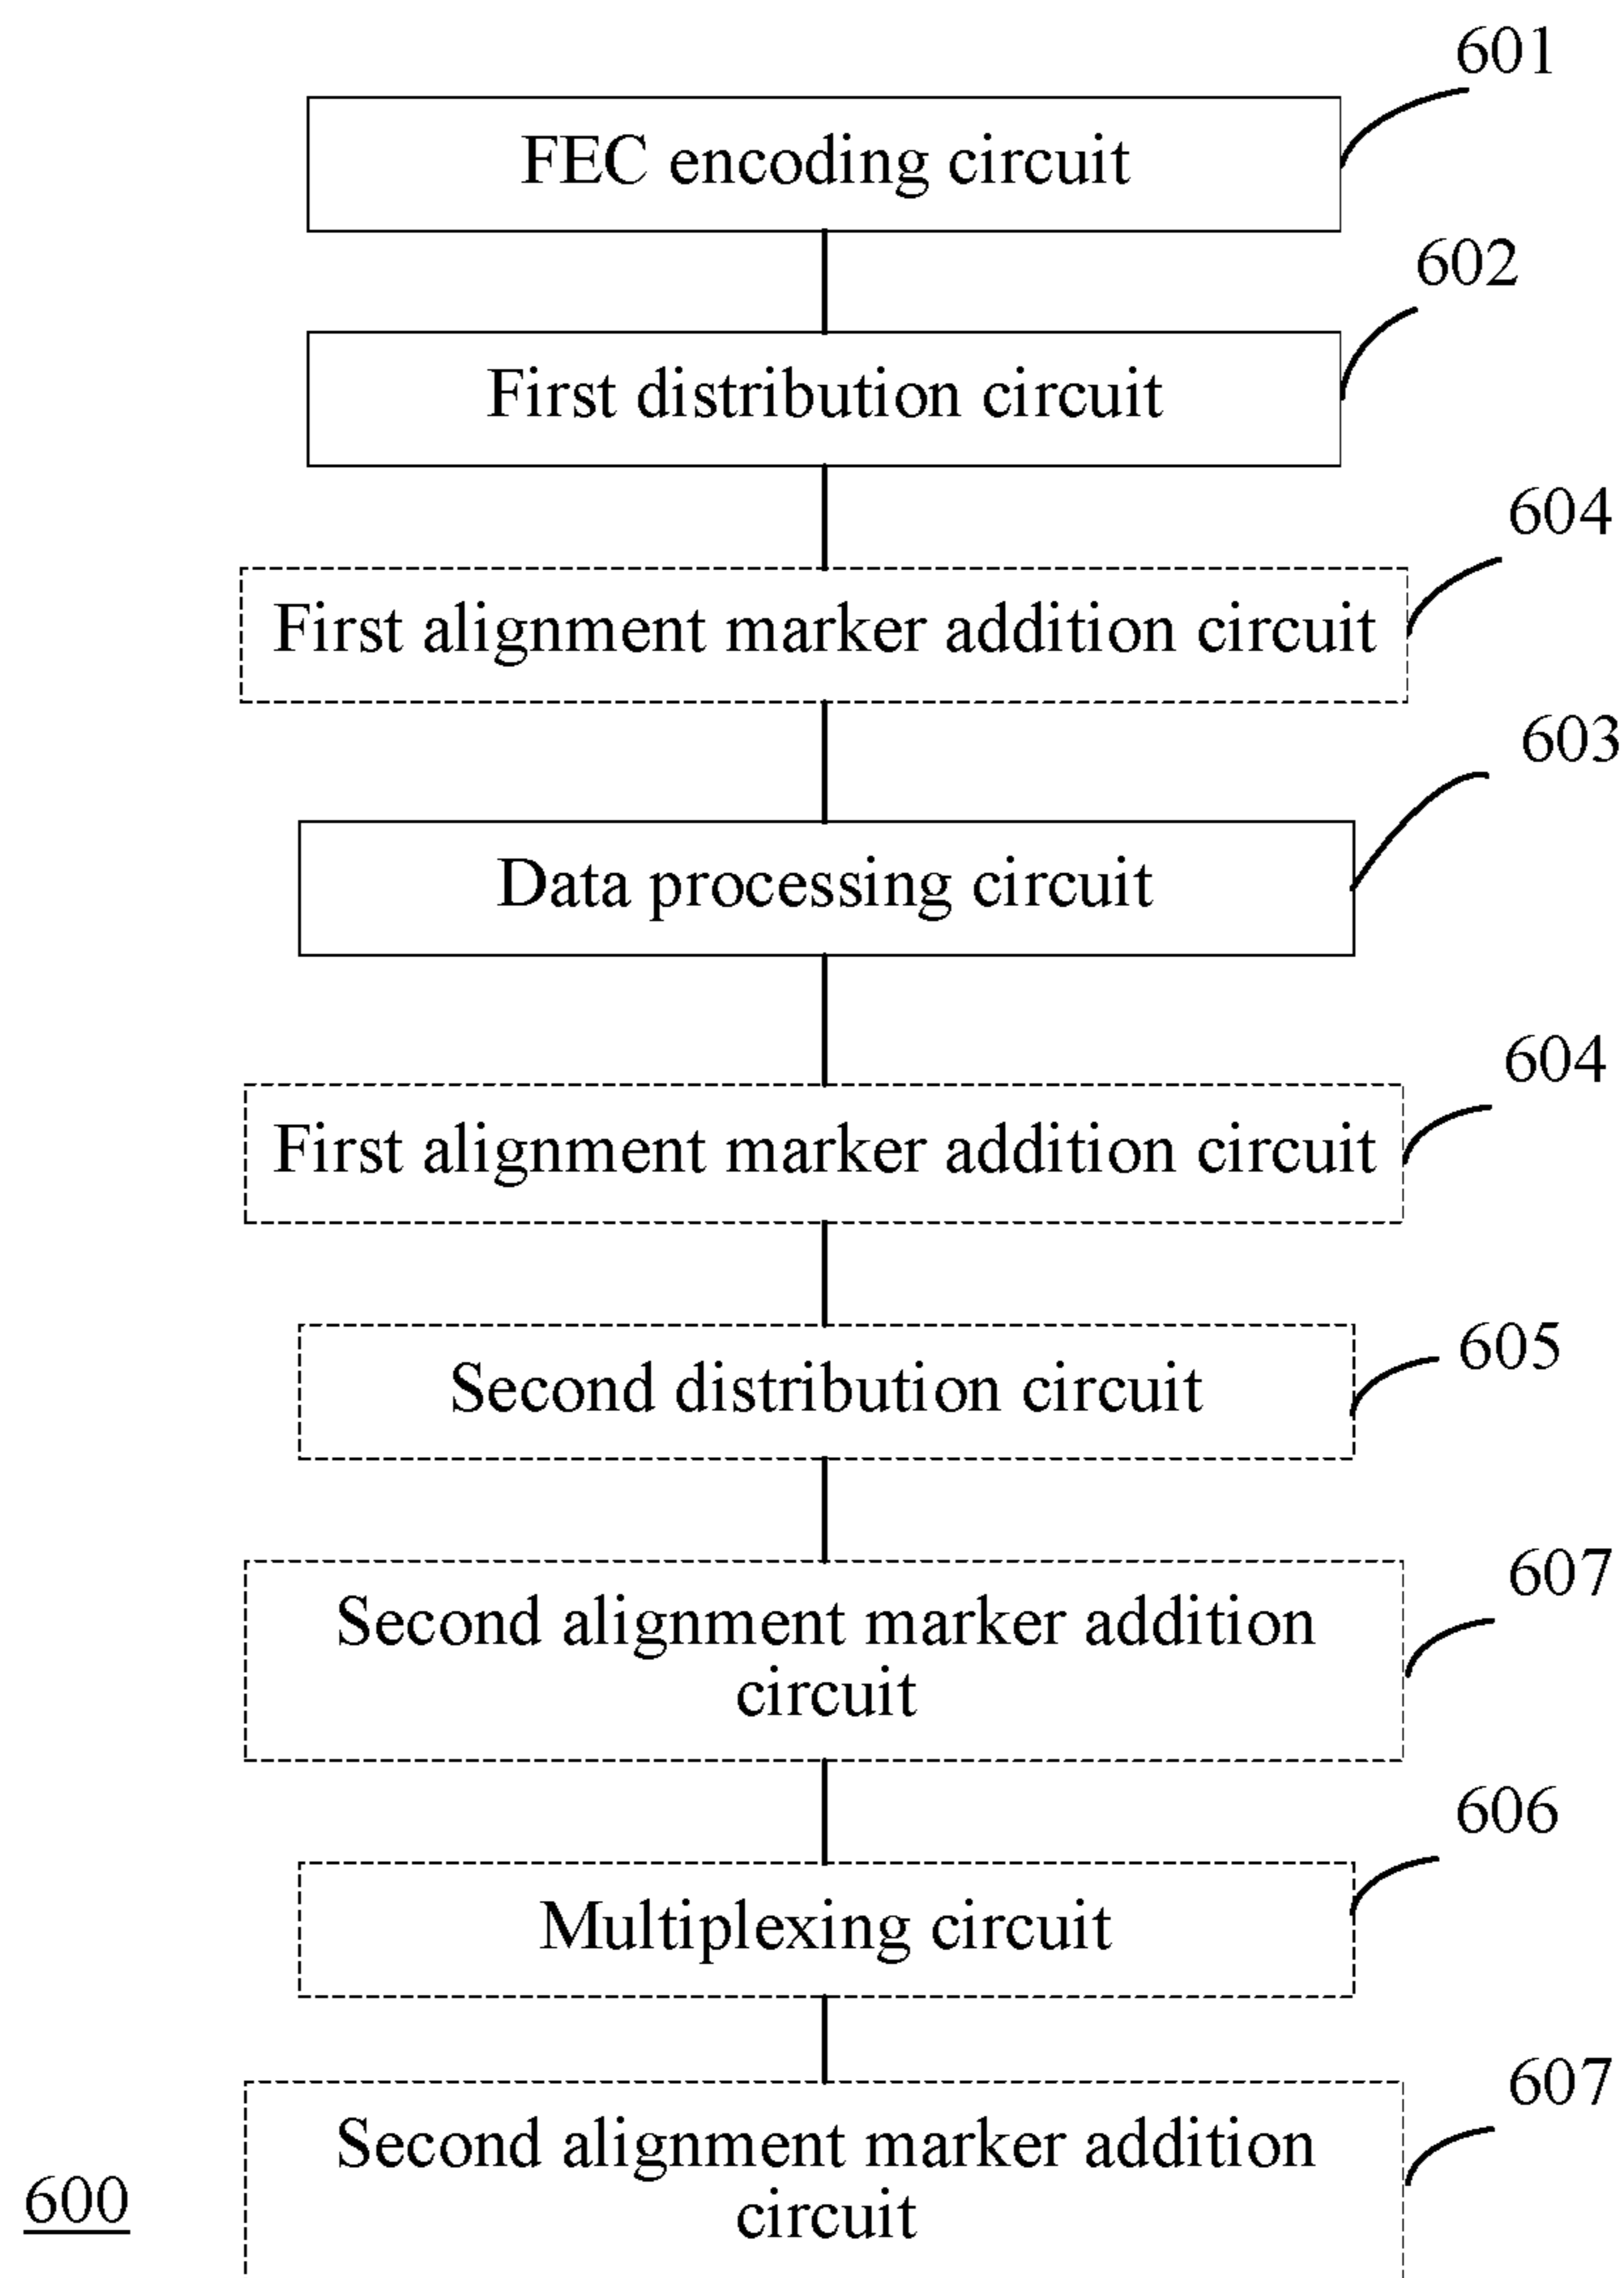 601
FEC encoding circuit
602
First distribution circuit
604
First alignment marker addition circuit
603
Data processing circuit
604
First alignment marker addition circuit
605
Second distribution circuit
607
Second alignment marker addition
circuit
606
Multiplexing circuit
607
Second alignment marker addition
circuit
600